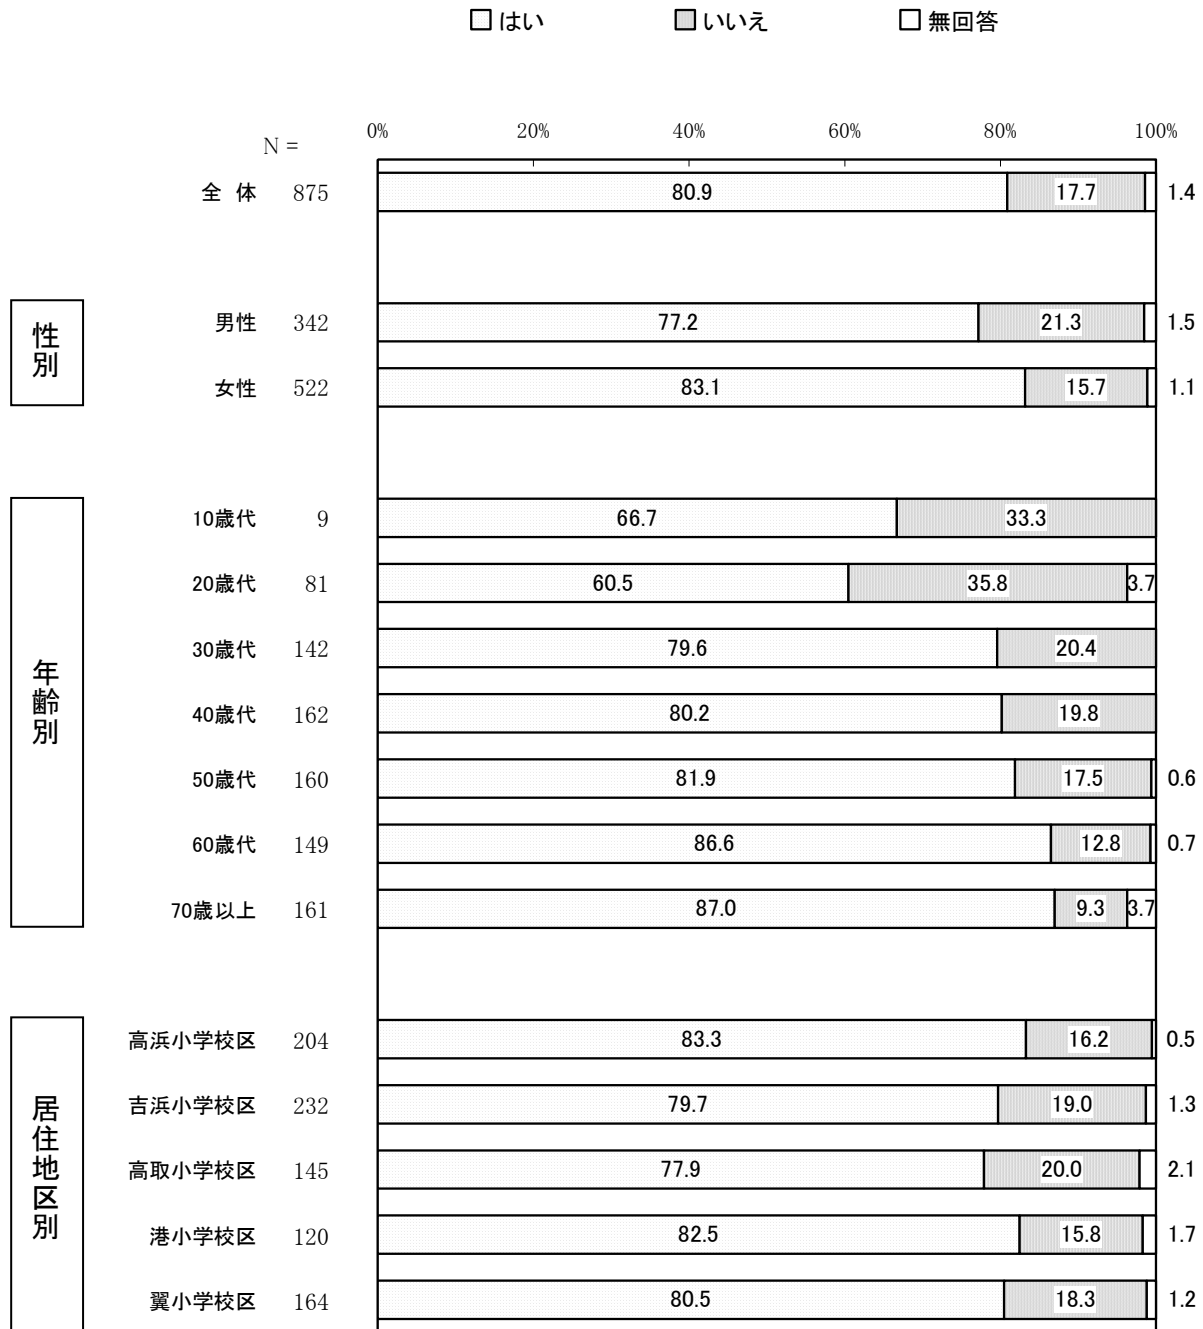 はい いいえ 無回答
0% 20% 40% 60% 80% 100%
N =
全 体 875 80.9 17.7 1.4
性別
男性 342 77.2 21.3 1.5
女性 522 83.1 15.7 1.1
年齢別
10歳代 9 66.7 33.3
20歳代 81 60.5 35.8 3.7
30歳代 142 79.6 20.4
40歳代 162 80.2 19.8
50歳代 160 81.9 17.5 0.6
60歳代 149 86.6 12.8 0.7
70歳以上 161 87.0 9.3 3.7
居住地区別
高浜小学校区 204 83.3 16.2 0.5
吉浜小学校区 232 79.7 19.0 1.3
高取小学校区 145 77.9 20.0 2.1
港小学校区 120 82.5 15.8 1.7
翼小学校区 164 80.5 18.3 1.2